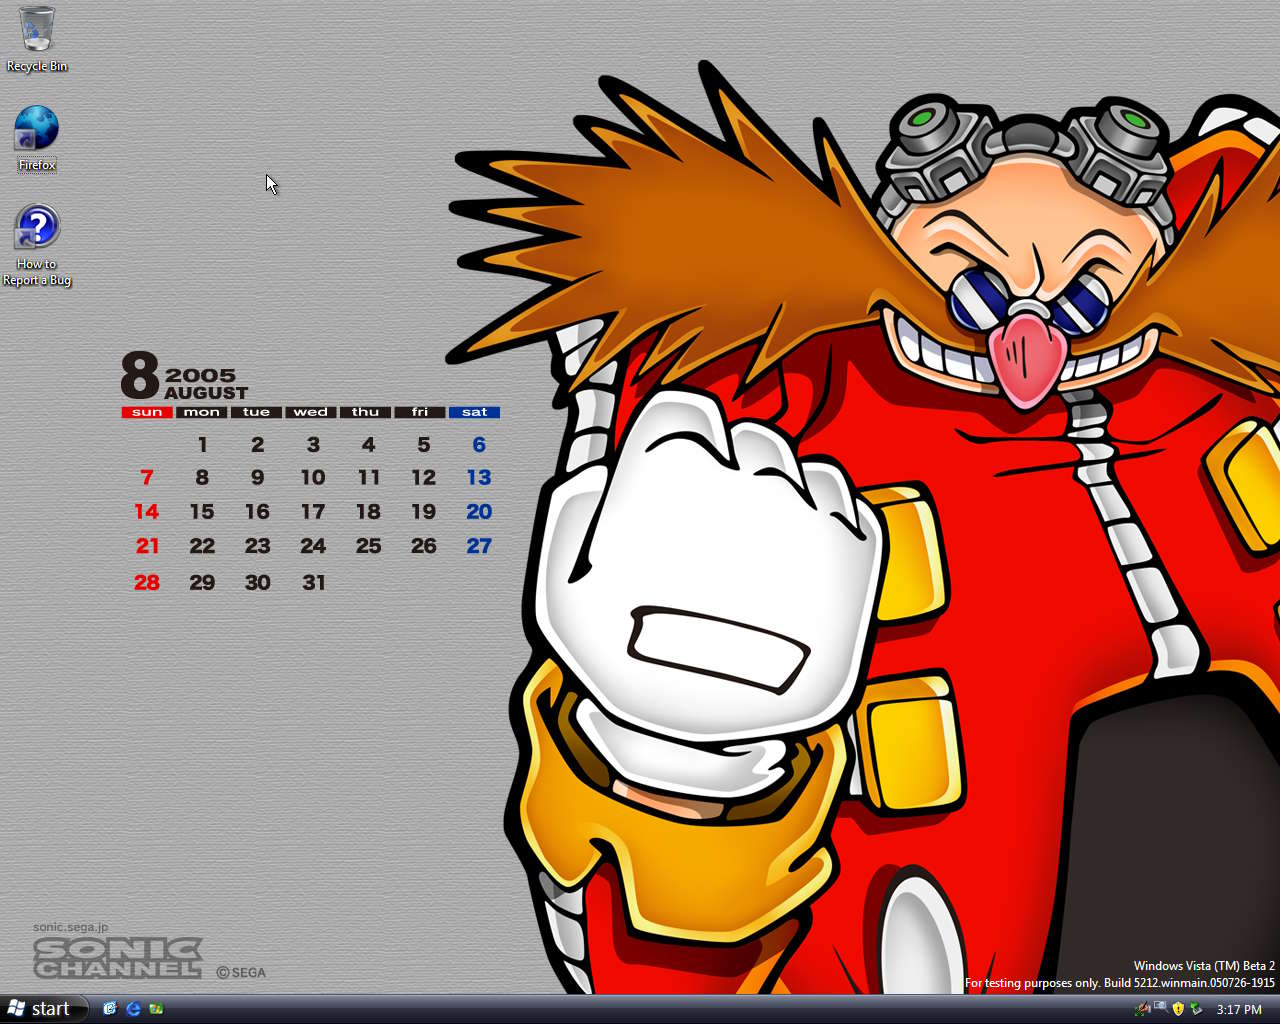 Recycle Bin
Firefox
How to
Report a Bug
8 2005
AUGUST
sun mon tue wed thu fri sat
1 2 3 4 5 6
7 8 9 10 11 12 13
14 15 16 17 18 19 20
21 22 23 24 25 26 27
28 29 30 31
sonic.sega.jp
SONIC
CHANNEL ©SEGA
Windows Vista (TM) Beta 2
For testing purposes only. Build 5212.winmain.050726-1915
start
3:17 PM